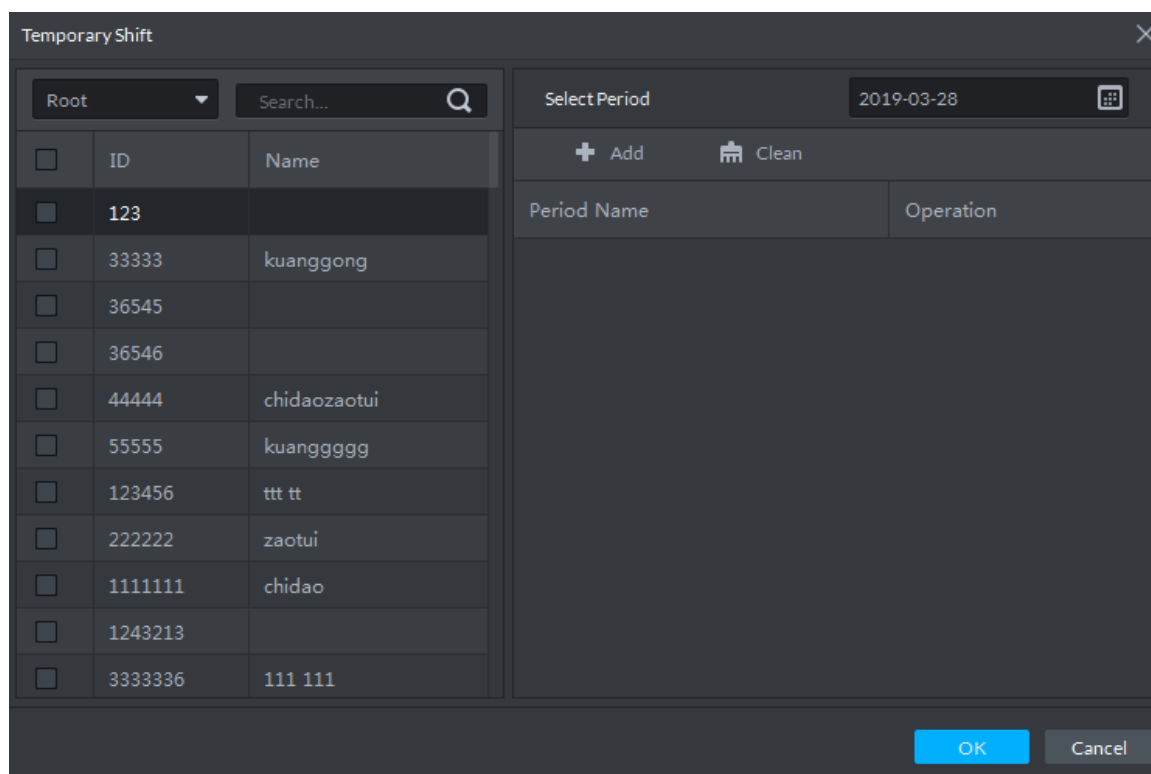 Temporary Shift
Root
Search...
ID Name
123
33333 kuanggong
36545
36546
44444 chidaozaotui
55555 kuanggggg
123456 ttt tt
222222 zaotui
1111111 chidao
1243213
3333336 111 111
Select Period 2019-03-28
Add Clean
Period Name Operation
OK Cancel